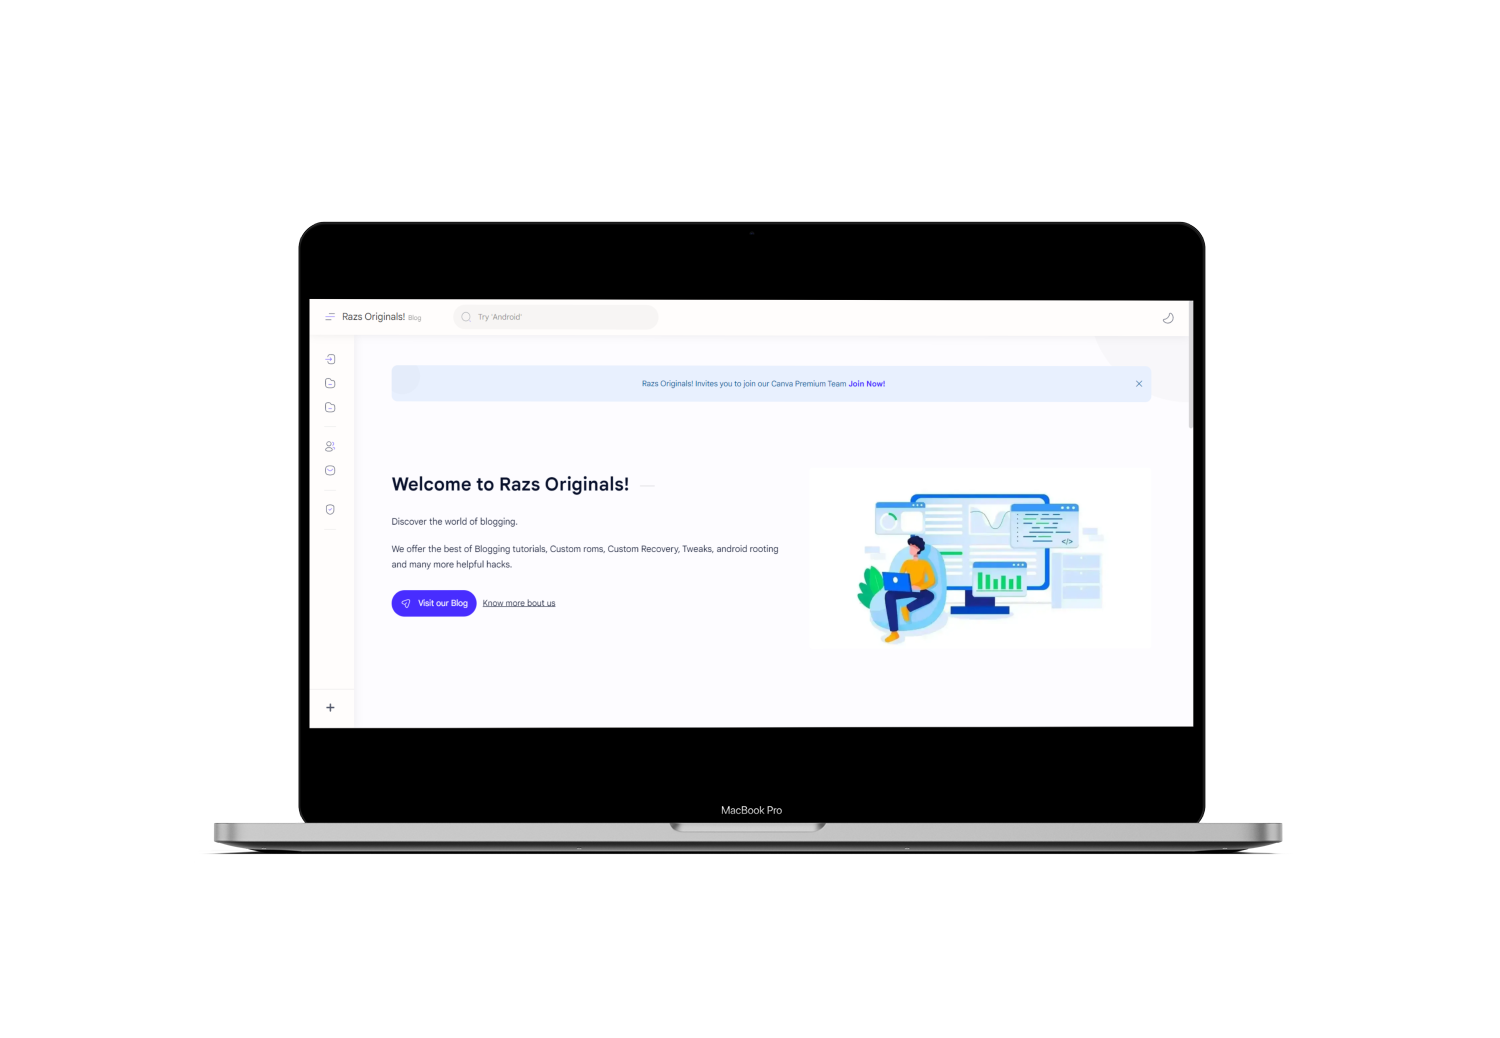 Razs Originals! Blog
Try 'Android'
Razs Originals! Invites you to join our Canva Premium Team Join Now!
Welcome to Razs Originals!
Discover the world of blogging.
We offer the best of Blogging tutorials, Custom roms, Custom Recovery, Tweaks, android rooting
and many more helpful hacks.
</>
Visit our Blog Know more bout us
MacBook Pro